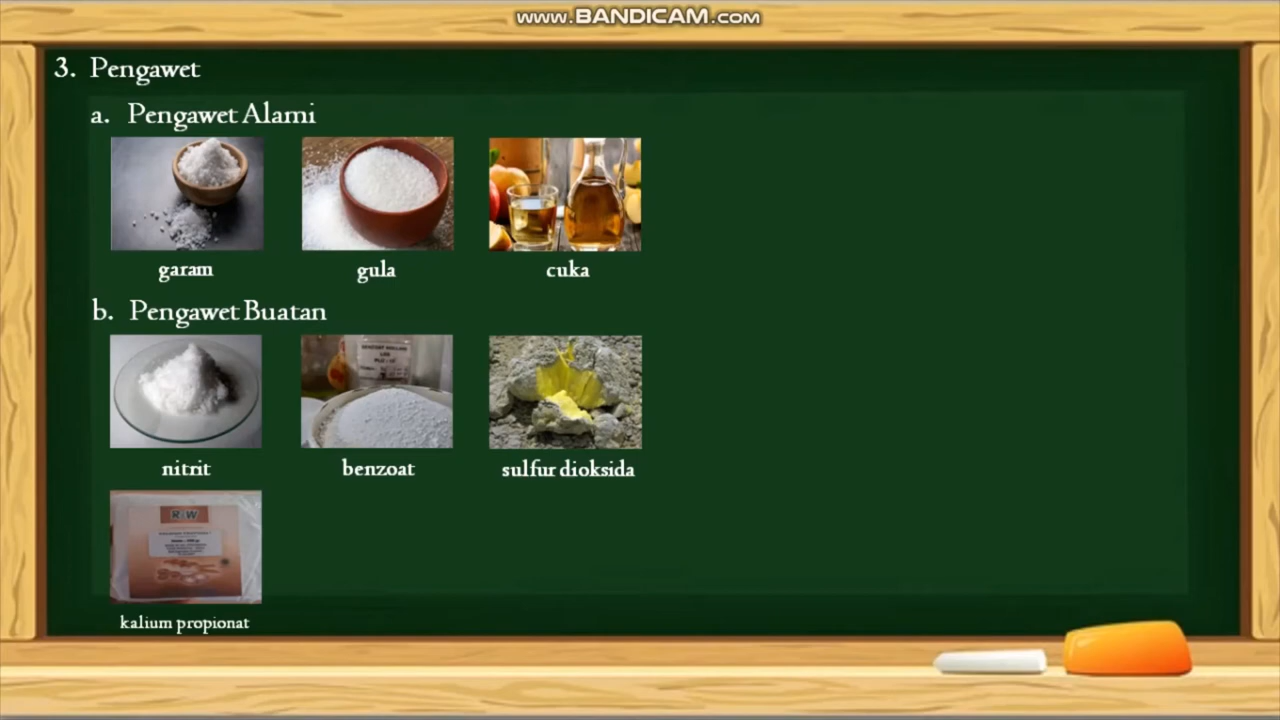 www.BANDICAM.com
3. Pengawet
a. Pengawet Alami
garam
gula
cuka
b. Pengawet Buatan
nitrit
benzoat
sulfur dioksida
R&W
kalium propionat